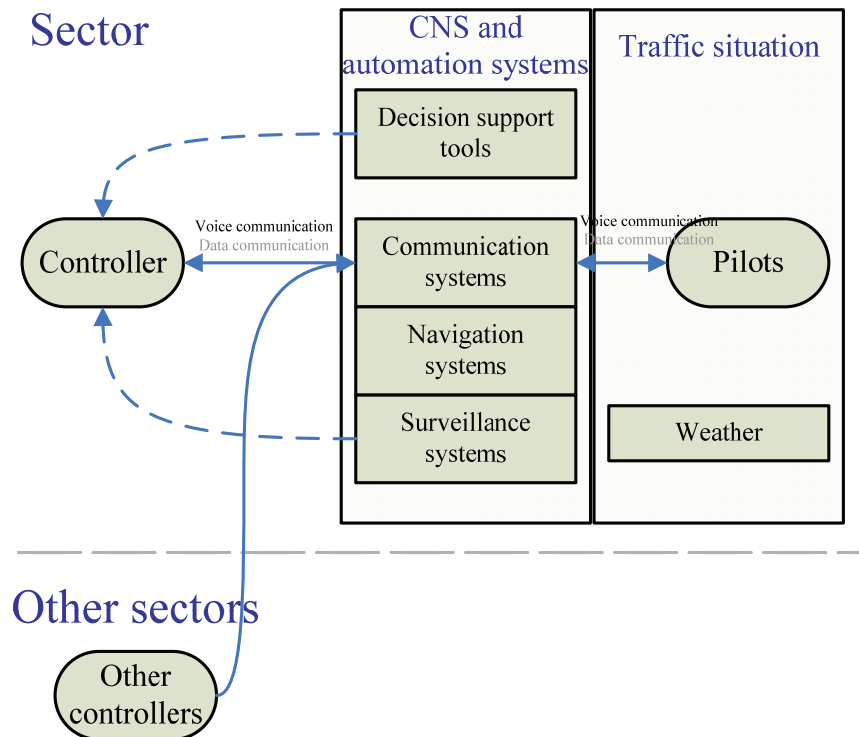 Sector
CNS and
automation systems
Traffic situation
Decision support
tools
Voice communication
Data communication
Voice communication
Data communication
Controller
Communication
systems
Pilots
Navigation
systems
Surveillance
systems
Weather
Other sectors
Other
controllers